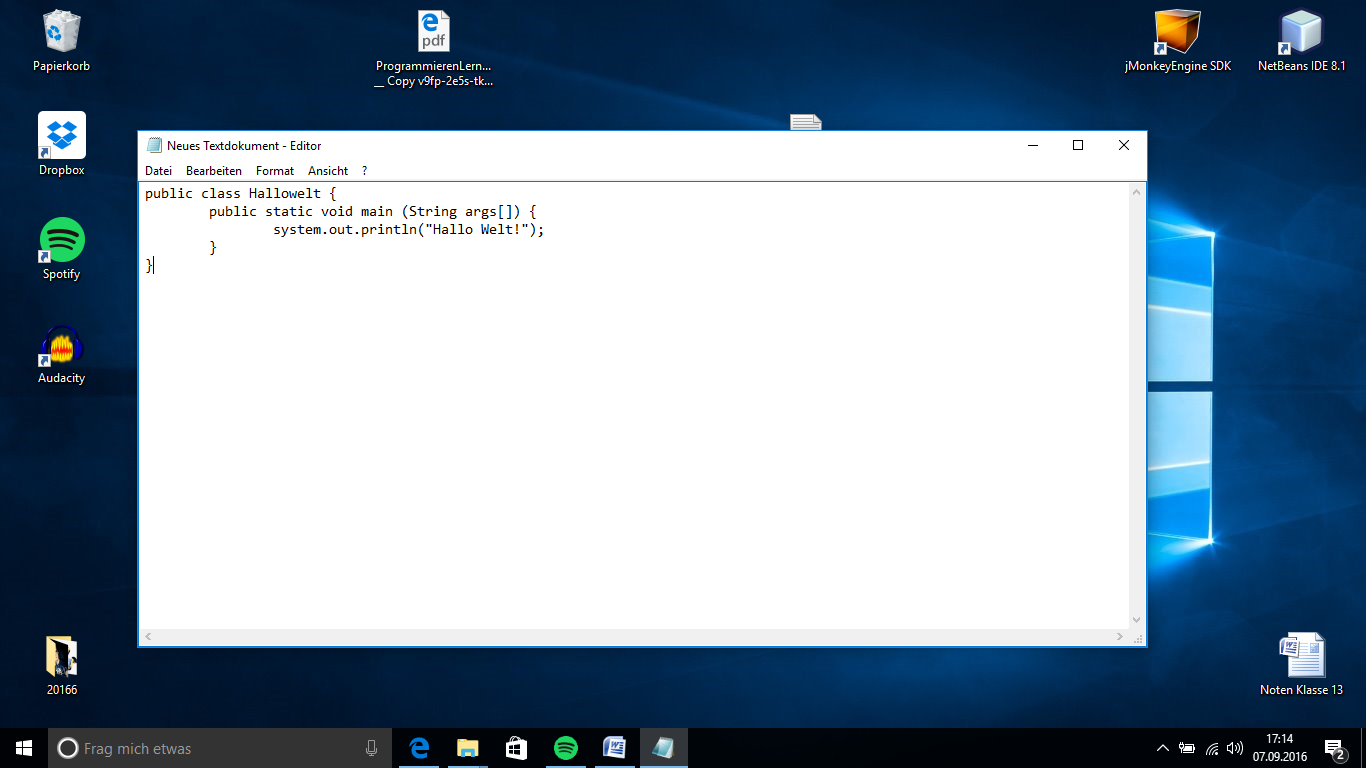 Papierkorb
pdf
ProgrammierenLern...
__ Copy v9fp-2e5s-tk...
jMonkeyEngine SDK
NetBeans IDE 8.1
Dropbox
Neues Textdokument - Editor
Datei Bearbeiten Format Ansicht ?
public class Hallowelt {
public static void main (String args[]) {
system.out.println("Hallo Welt!");
}
}
Spotify
Audacity
20166
Noten Klasse 13
Frag mich etwas
17:14
07.09.2016
2